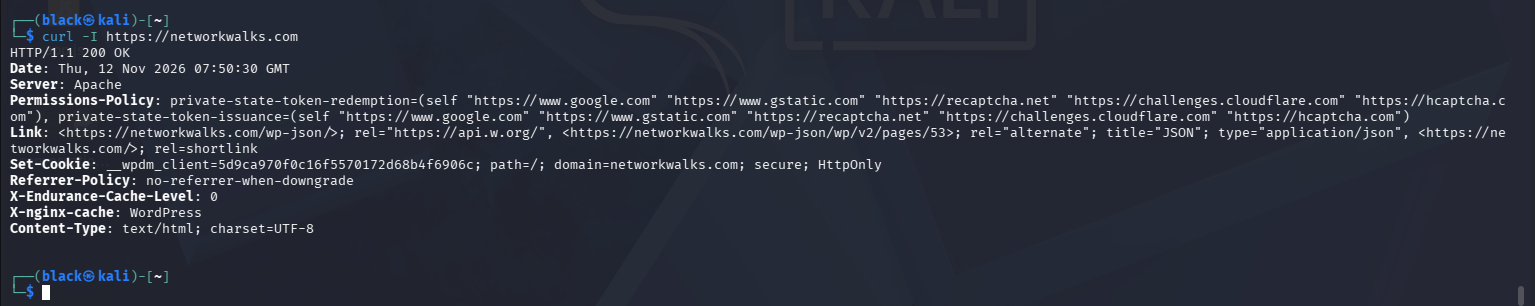 KALI
┌──(black㉿kali)-[~]
└─$ curl -I https://networkwalks.com
HTTP/1.1 200 OK
Date: Thu, 12 Nov 2026 07:50:30 GMT
Server: Apache
Permissions-Policy: private-state-token-redemption=(self "https://www.google.com" "https://www.gstatic.com" "https://recaptcha.net" "https://challenges.cloudflare.com" "https://hcaptcha.c
om"), private-state-token-issuance=(self "https://www.google.com" "https://www.gstatic.com" "https://recaptcha.net" "https://challenges.cloudflare.com" "https://hcaptcha.com")
Link: <https://networkwalks.com/wp-json/>; rel="https://api.w.org/", <https://networkwalks.com/wp-json/wp/v2/pages/53>; rel="alternate"; title="JSON"; type="application/json", <https://ne
tworkwalks.com/>; rel=shortlink
Set-Cookie: __wpdm_client=5d9ca970f0c16f5570172d68b4f6906c; path=/; domain=networkwalks.com; secure; HttpOnly
Referrer-Policy: no-referrer-when-downgrade
X-Endurance-Cache-Level: 0
X-nginx-cache: WordPress
Content-Type: text/html; charset=UTF-8
┌──(black㉿kali)-[~]
└─$